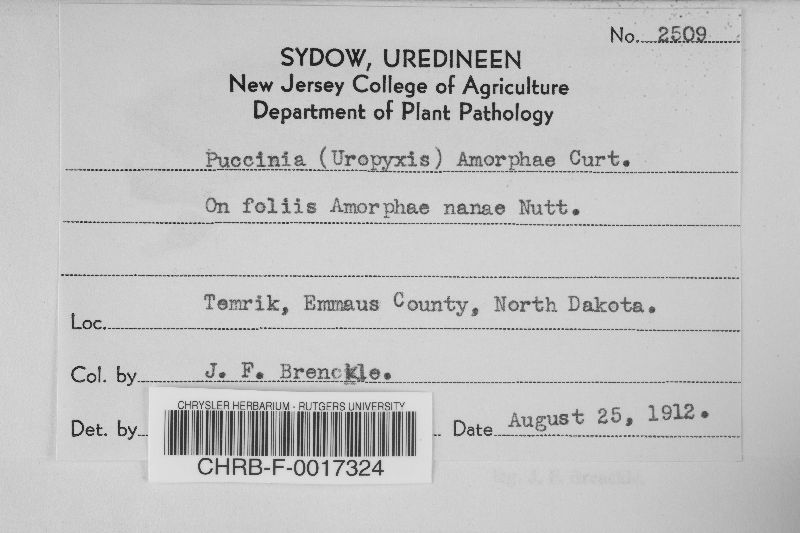 No. 2509
SYDOW, UREDINEEN
New Jersey College of Agriculture
Department of Plant Pathology
Puccinia (Uropyxis) Amorphae Curt.
On foliis Amorphae nanae Nutt.
Loc. Temrik, Emmaus County, North Dakota.
Col. by J. F. Brenckle.
Det. by Date August 25, 1912.
CHRYSLER HERBARIUM - RUTGERS UNIVERSITY
CHRB-F-0017324
leg. J. F. Brenckle.